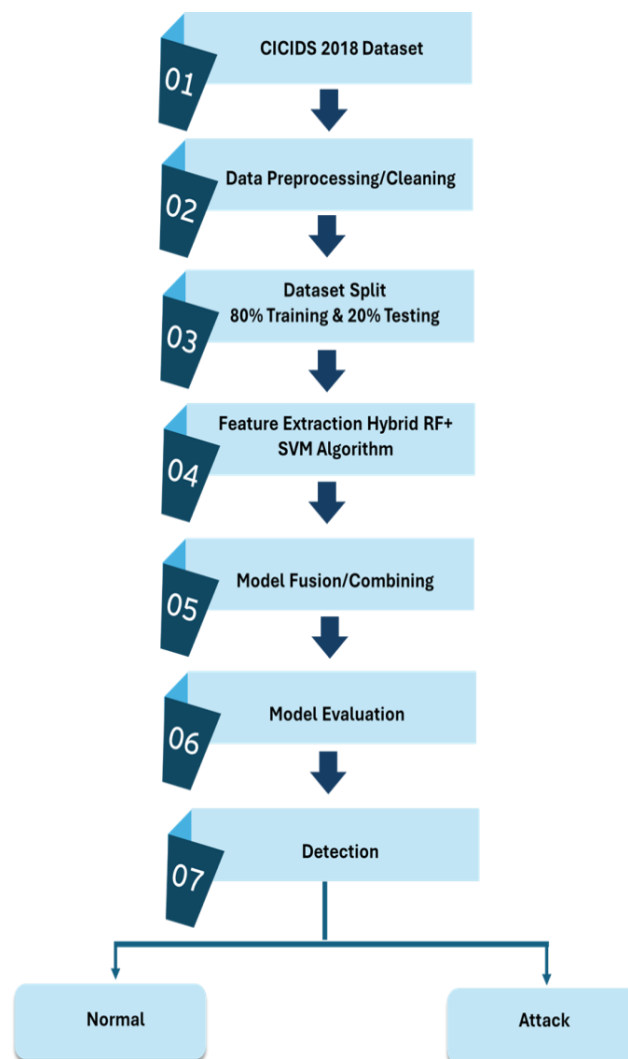 01
CICIDS 2018 Dataset
02
Data Preprocessing/Cleaning
03
Dataset Split
80% Training & 20% Testing
04
Feature Extraction Hybrid RF+
SVM Algorithm
05
Model Fusion/Combining
06
Model Evaluation
07
Detection
Normal
Attack